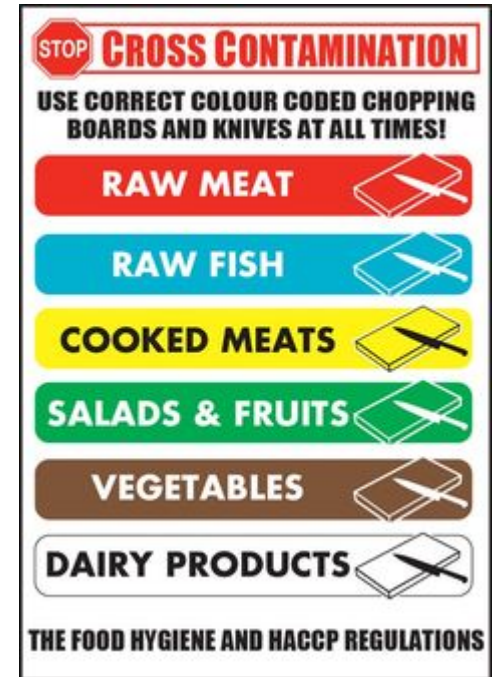 STOP CROSS CONTAMINATION
USE CORRECT COLOUR CODED CHOPPING
BOARDS AND KNIVES AT ALL TIMES!
RAW MEAT
RAW FISH
COOKED MEATS
SALADS & FRUITS
VEGETABLES
DAIRY PRODUCTS
THE FOOD HYGIENE AND HACCP REGULATIONS